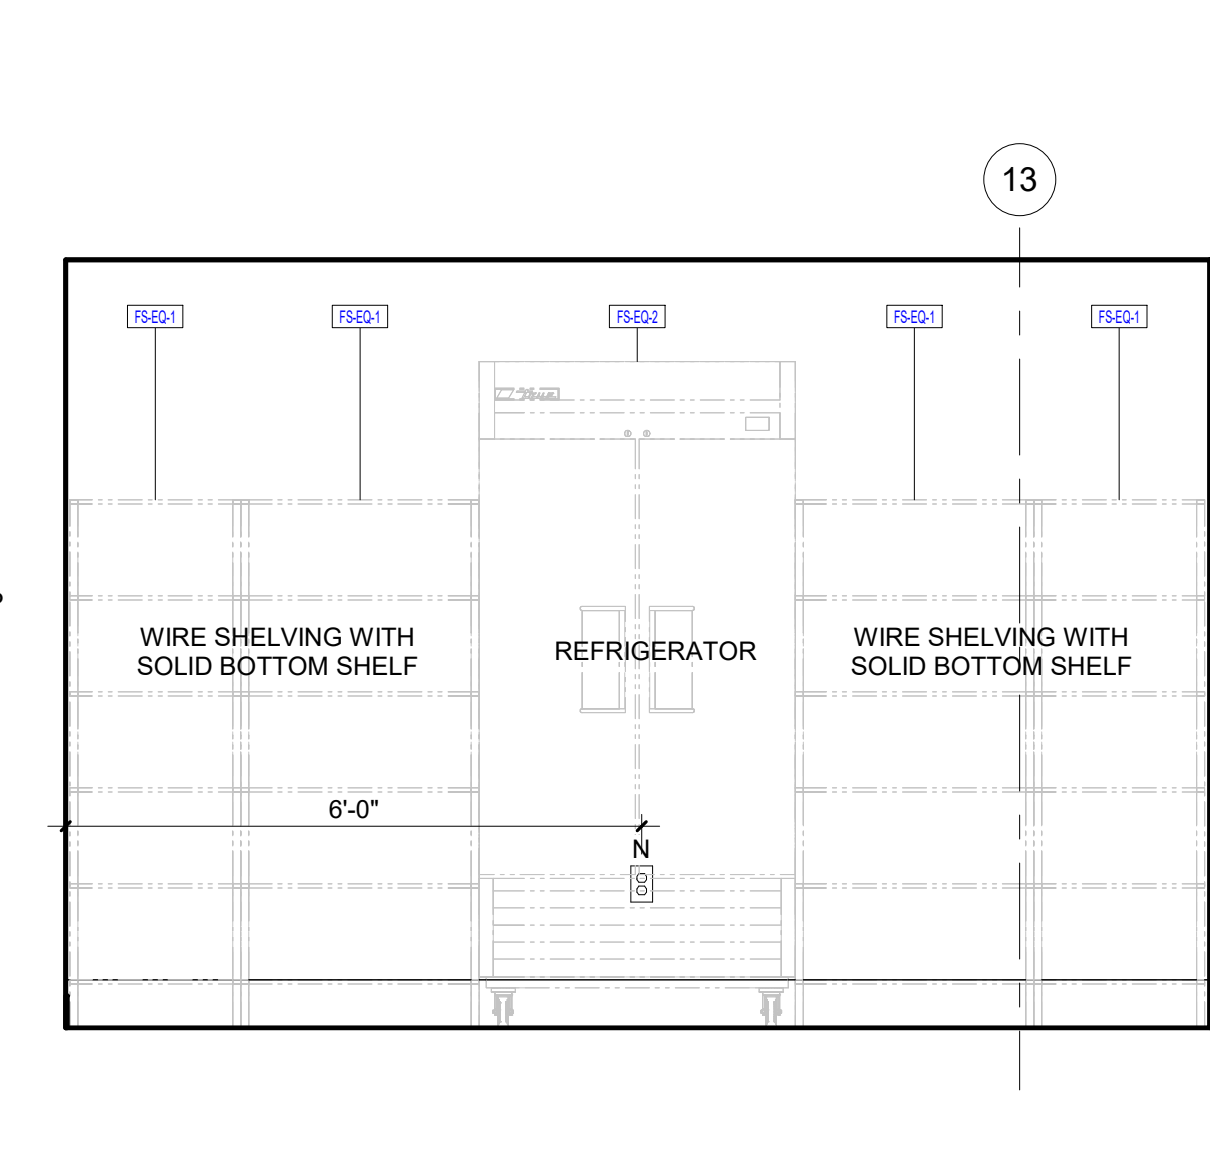 13
FS-EQ-1
FS-EQ-1
FS-EQ-2
FS-EQ-1
FS-EQ-1
True
WIRE SHELVING WITH
SOLID BOTTOM SHELF
REFRIGERATOR
WIRE SHELVING WITH
SOLID BOTTOM SHELF
6'-0"
N